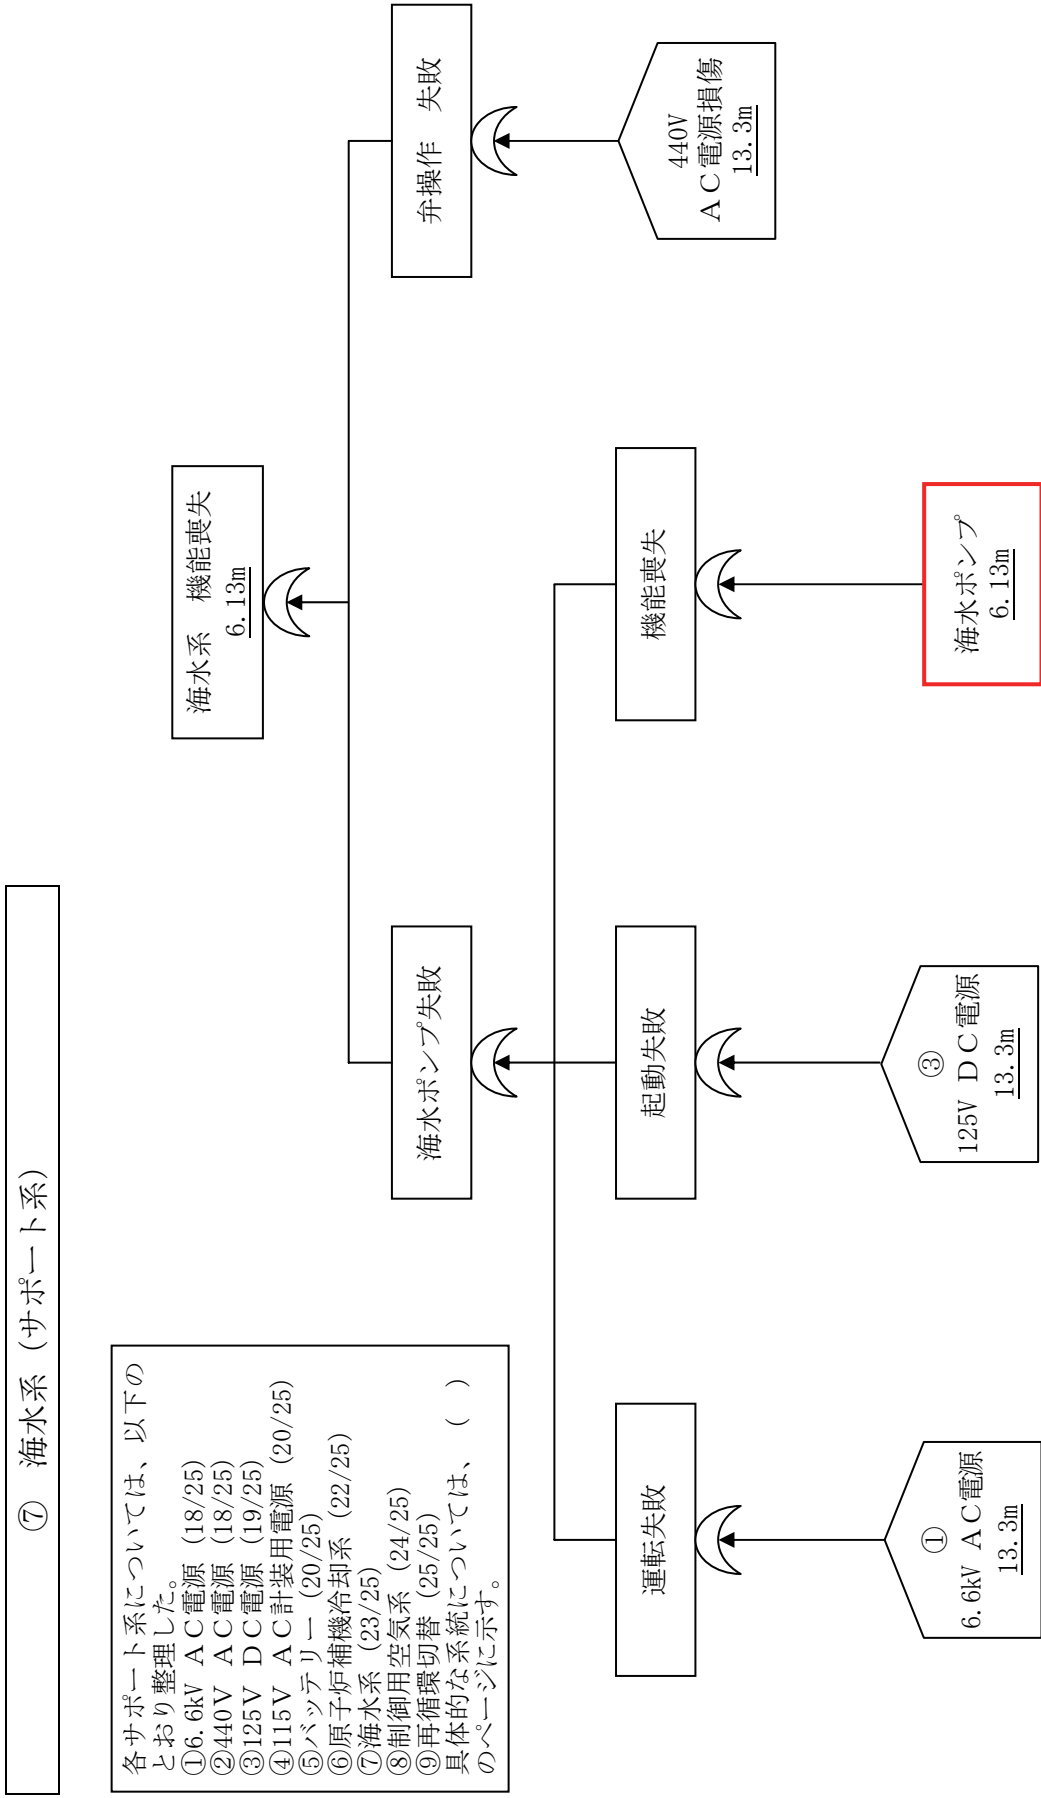 ⑦ 海水系（サポート系）
各サポート系については、以下の
とおり整理した。
①6.6kV ＡＣ電源（18/25）
②440V ＡＣ電源（18/25）
③125V ＤＣ電源（19/25）
④115V ＡＣ計装用電源（20/25）
⑤バッテリー（20/25）
⑥原子炉補機冷却系（22/25）
⑦海水系（23/25）
⑧制御用空気系（24/25）
⑨再循環切替（25/25）
具体的な系統については、（ ）
のページに示す。
海水系 機能喪失
6.13m
海水ポンプ失敗
弁操作 失敗
運転失敗
起動失敗
機能喪失
440V
ＡＣ電源損傷
13.3m
①
6.6kV ＡＣ電源
13.3m
③
125V ＤＣ電源
13.3m
海水ポンプ
6.13m